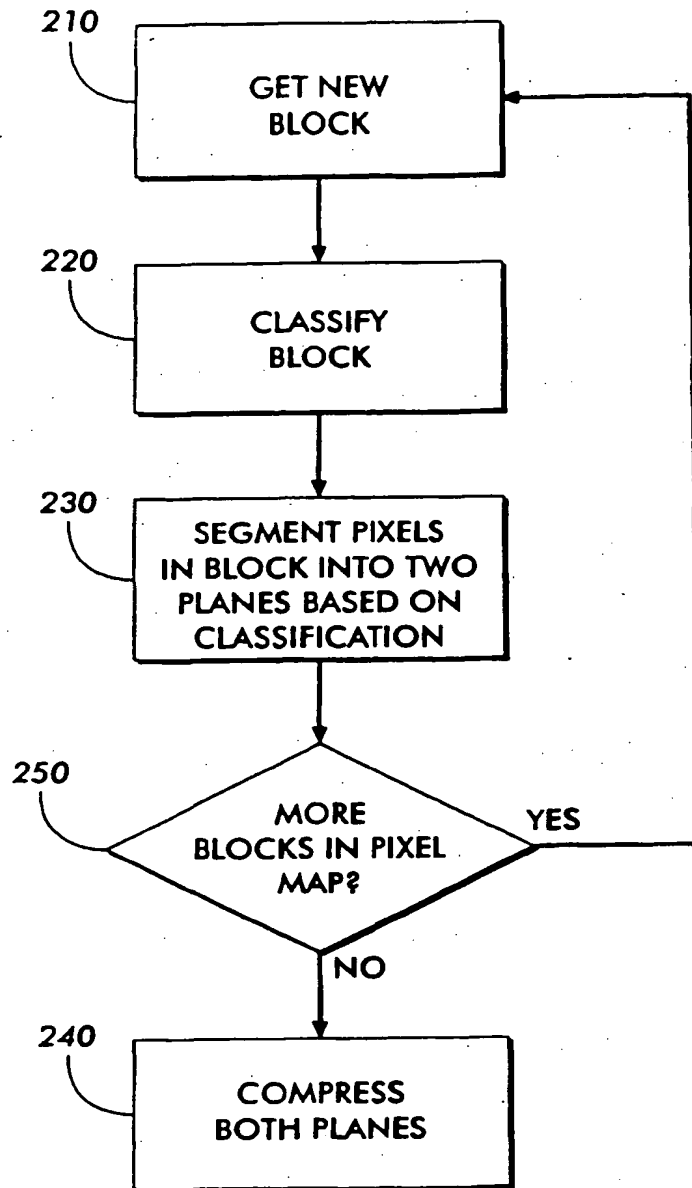 210
GET NEW
BLOCK
220
CLASSIFY
BLOCK
230
SEGMENT PIXELS
IN BLOCK INTO TWO
PLANES BASED ON
CLASSIFICATION
250
MORE
BLOCKS IN PIXEL
MAP?
YES
NO
240
COMPRESS
BOTH PLANES